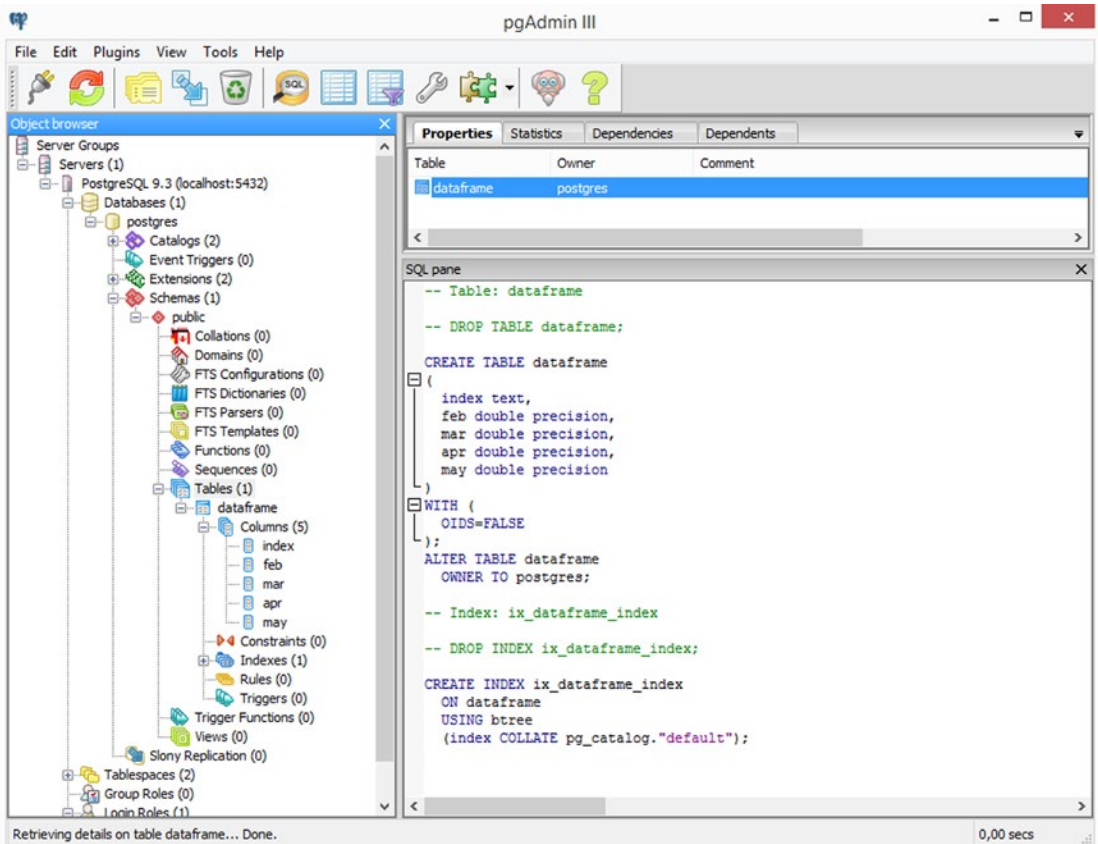 pgAdmin III
File Edit Plugins View Tools Help
SQL
Object browser
Server Groups
Servers (1)
PostgreSQL 9.3 (localhost:5432)
Databases (1)
postgres
Catalogs (2)
Event Triggers (0)
Extensions (2)
Schemas (1)
public
Collations (0)
Domains (0)
FTS Configurations (0)
FTS Dictionaries (0)
FTS Parsers (0)
FTS Templates (0)
Functions (0)
Sequences (0)
Tables (1)
dataframe
Columns (5)
index
feb
mar
apr
may
Constraints (0)
Indexes (1)
Rules (0)
Triggers (0)
Trigger Functions (0)
Views (0)
Slony Replication (0)
Tablespaces (2)
Group Roles (0)
Login Roles (1)
Properties Statistics Dependencies Dependents
Table Owner Comment
dataframe postgres
SQL pane
-- Table: dataframe
-- DROP TABLE dataframe;
CREATE TABLE dataframe
(
index text,
feb double precision,
mar double precision,
apr double precision,
may double precision
)
WITH (
OIDS=FALSE
);
ALTER TABLE dataframe
OWNER TO postgres;
-- Index: ix_dataframe_index
-- DROP INDEX ix_dataframe_index;
CREATE INDEX ix_dataframe_index
ON dataframe
USING btree
(index COLLATE pg_catalog."default");
Retrieving details on table dataframe... Done.
0,00 secs